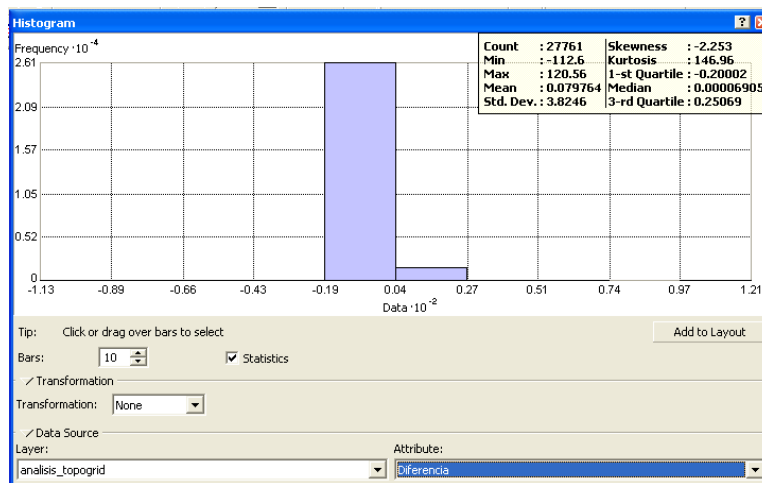 Histogram
Frequency ·10 -4
Count : 27761 Skewness : -2.253
Min : -112.6 Kurtosis : 146.96
Max : 120.56 1-st Quartile : -0.20002
Mean : 0.079764 Median : 0.00006905
Std. Dev. : 3.8246 3-rd Quartile : 0.25069
2.61
2.09
1.57
1.05
0.52
0
-1.13 -0.89 -0.66 -0.43 -0.19 0.04 0.27 0.51 0.74 0.97 1.21
Data ·10 -2
Tip: Click or drag over bars to select Add to Layout
Bars: 10 Statistics
Transformation
Transformation: None
Data Source
Layer: Attribute:
analisis_topogrid Diferencia